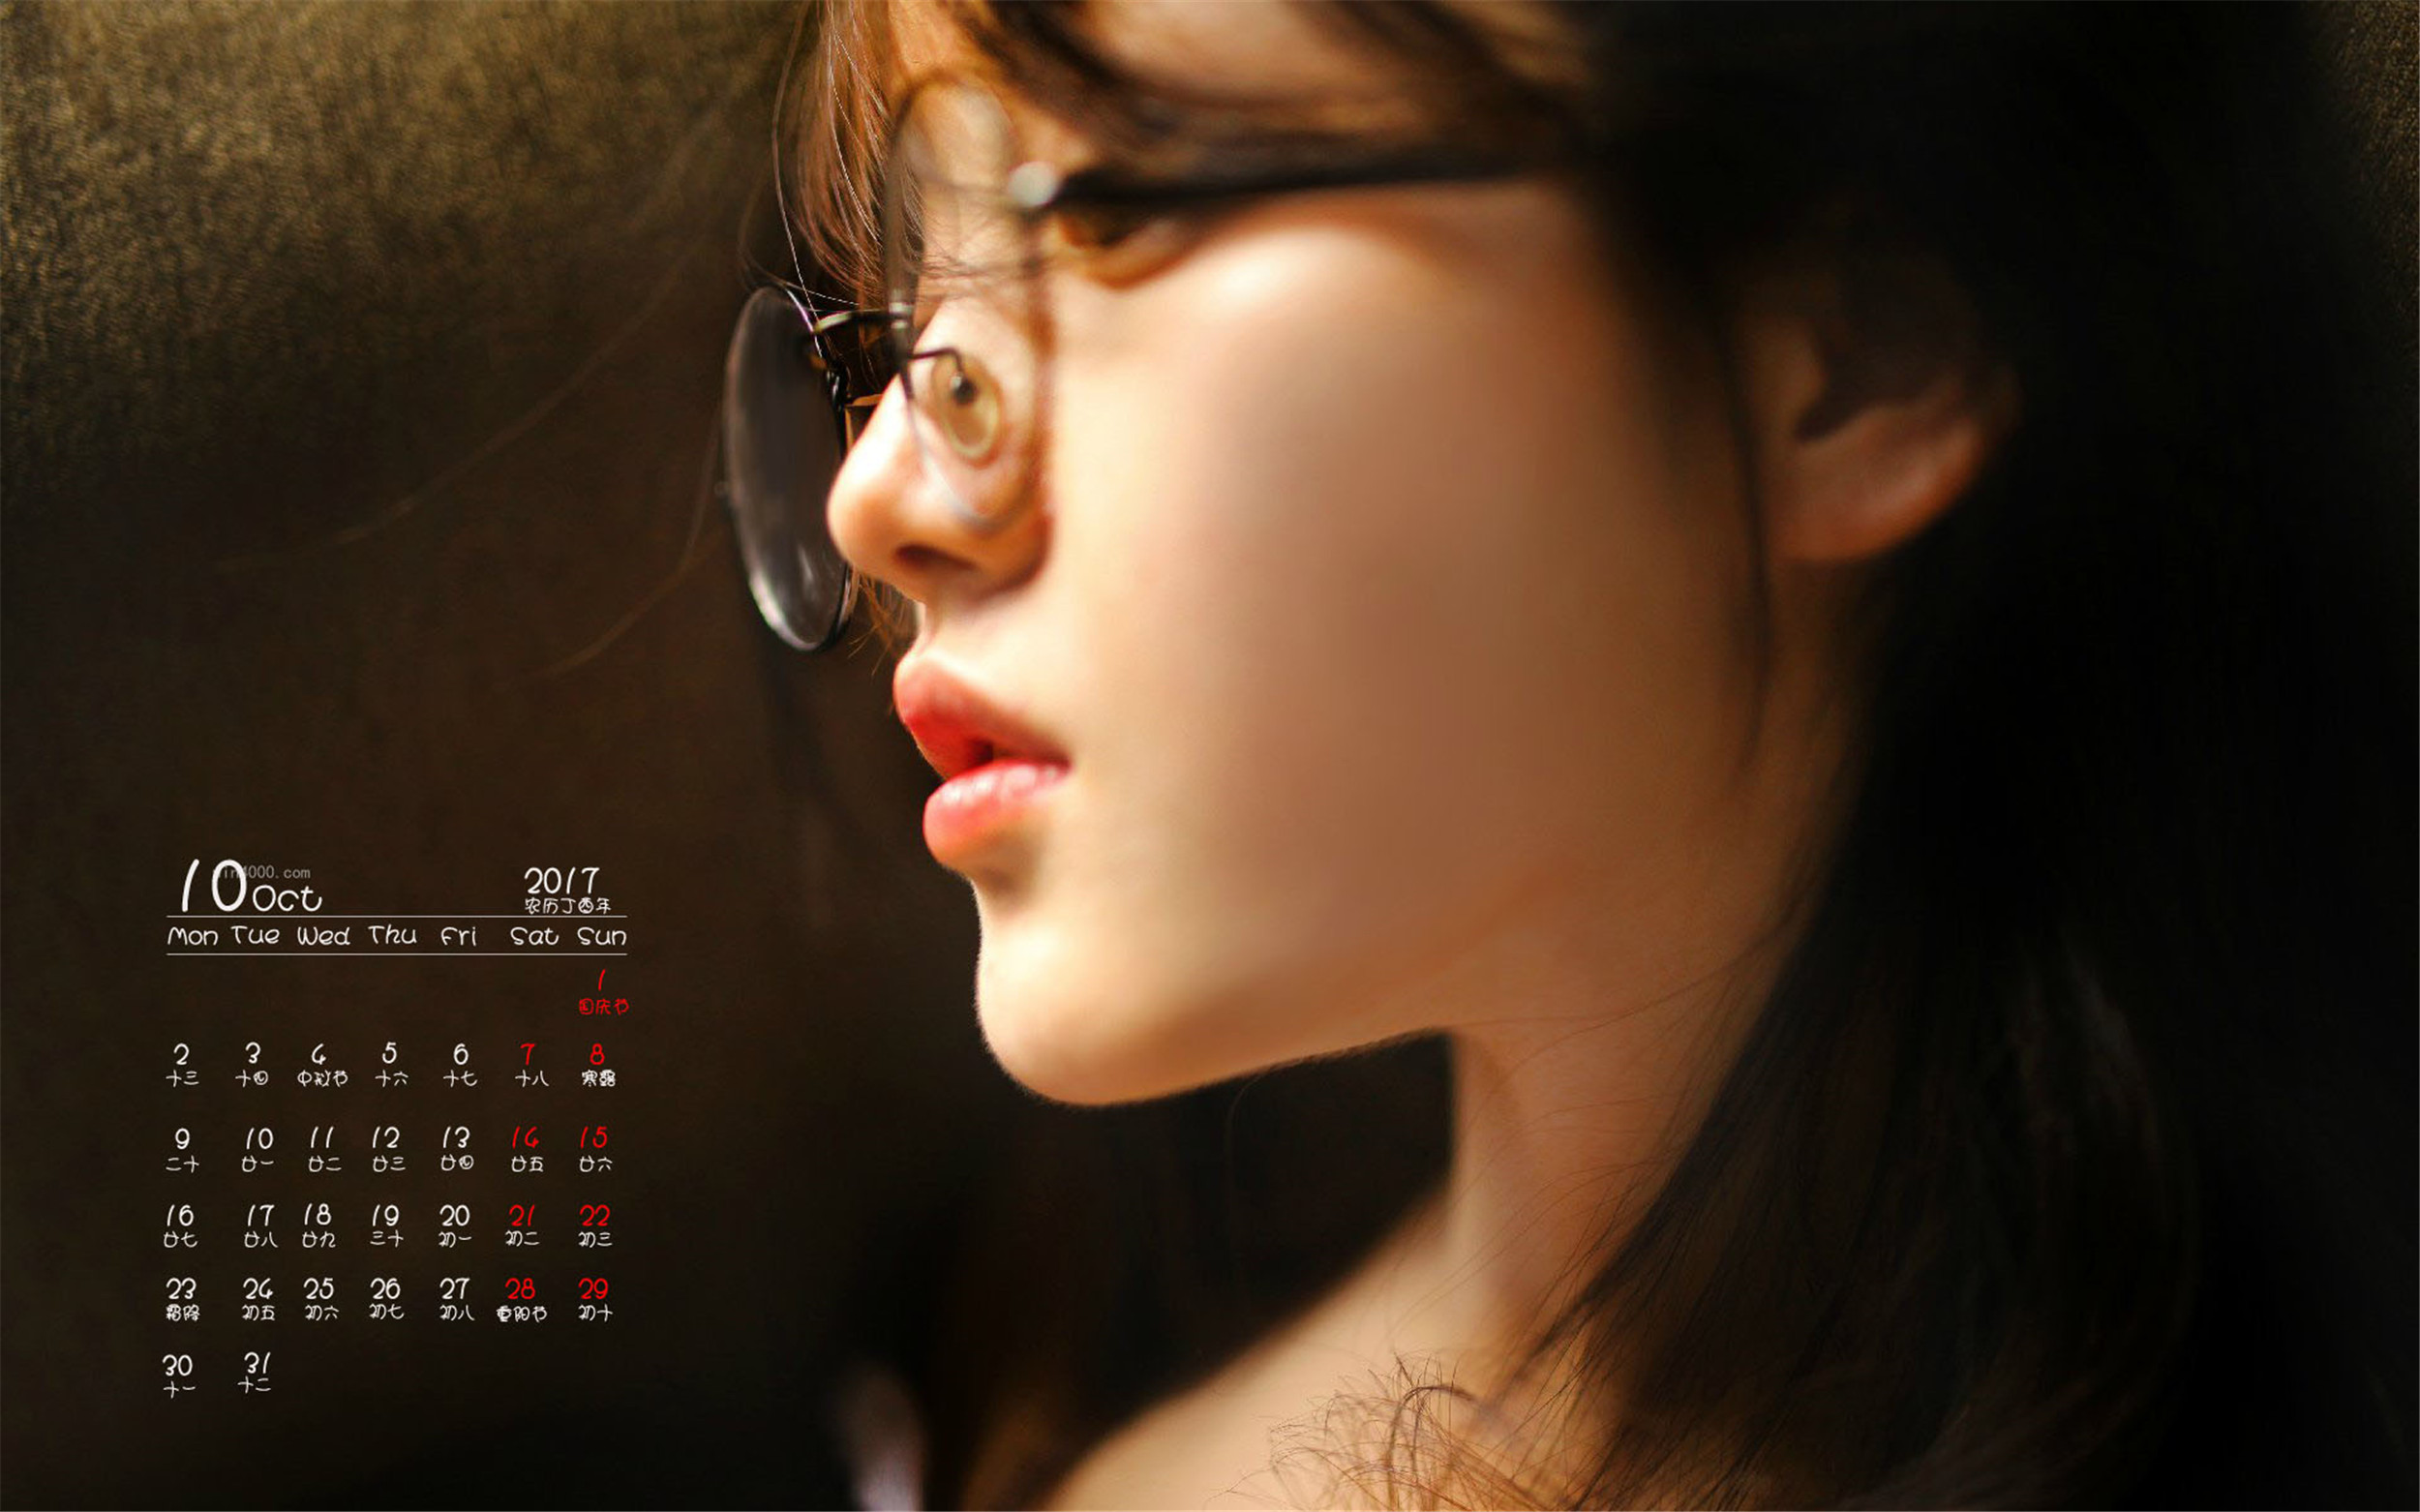 10 Oct 2017
农历丁酉年
Mon Tue Wed Thu Fri Sat Sun
1
国庆节
2 3 4 5 6 7 8
十三 十四 中秋节 十六 十七 十八 寒露
9 10 11 12 13 14 15
二十 廿一 廿二 廿三 廿四 廿五 廿六
16 17 18 19 20 21 22
廿七 廿八 廿九 三十 初一 初二 初三
23 24 25 26 27 28 29
霜降 初五 初六 初七 初八 重阳节 初十
30 31
十一 十二